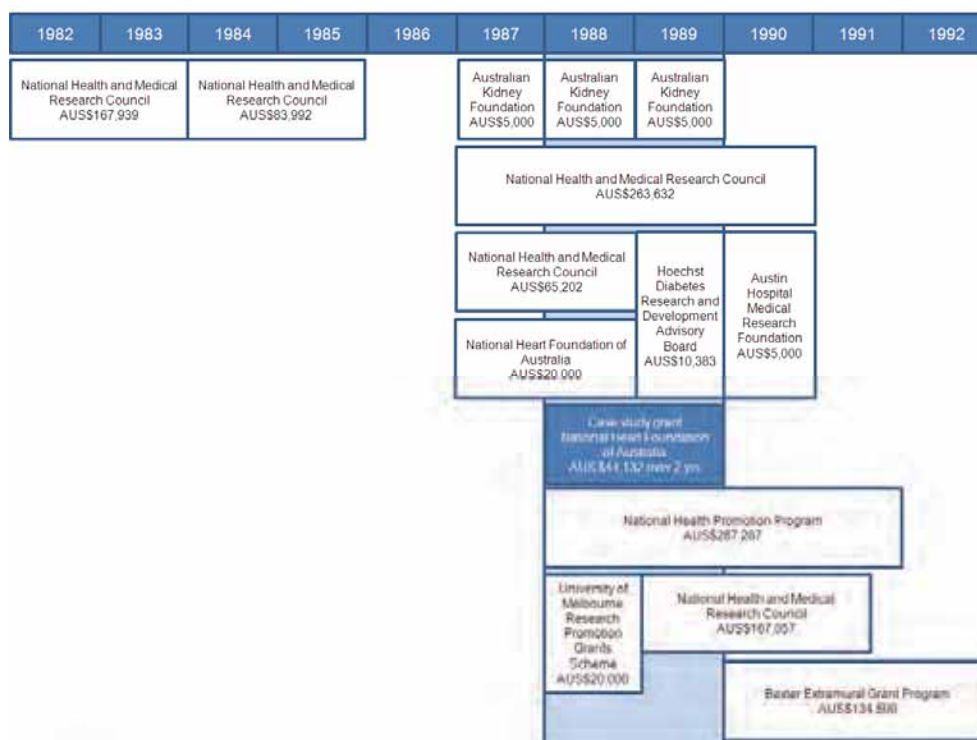 1982 1983 1984 1985 1986 1987 1988 1989 1990 1991 1992
National Health and Medical
Research Council
AUS$167,939
National Health and Medical
Research Council
AUS$83,992
Australian
Kidney
Foundation
AUS$5,000
Australian
Kidney
Foundation
AUS$5,000
Australian
Kidney
Foundation
AUS$5,000
National Health and Medical Research Council
AUS$263,632
National Health and Medical
Research Council
AUS$65,202
Hoechst
Diabetes
Research and
Development
Advisory
Board
AUS$10,383
Austin
Hospital
Medical
Research
Foundation
AUS$5,000
National Heart Foundation of
Australia
AUS$20,000
Case study grant
National Heart Foundation
of Australia
over 2 yrs
National Health Promotion Program
AUS$287,267
University of
Melbourne
Research
Promotion
Grants
Scheme
AUS$20,000
National Health and Medical
Research Council
AUS$167,057
Baxter Extramural Grant Program